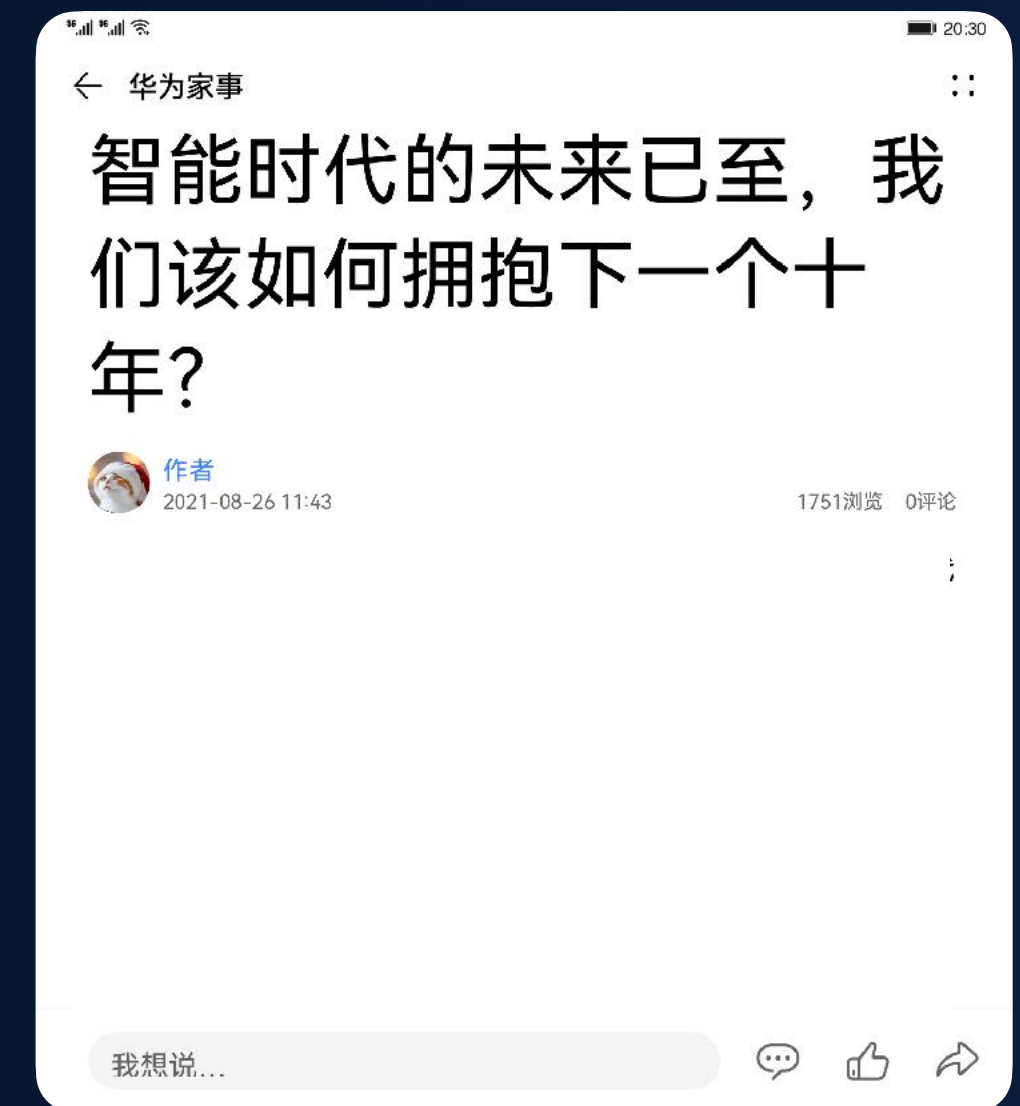 20:30
华为家事
智能时代的未来已至，我
们该如何拥抱下一个十
年？
作者
2021-08-26 11:43
1751浏览 0评论
我想说...